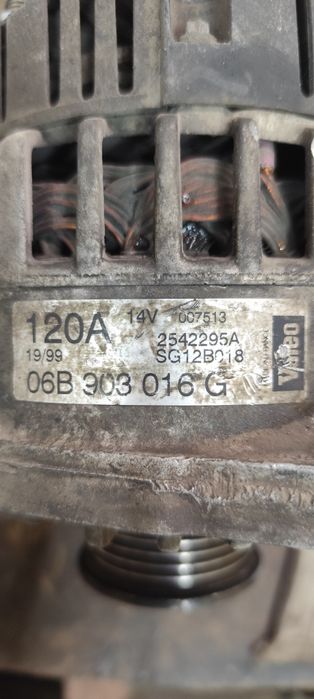 120A 14V 007513
2542295A
19/99 SG12B018
06B 903 016 G
Valeo